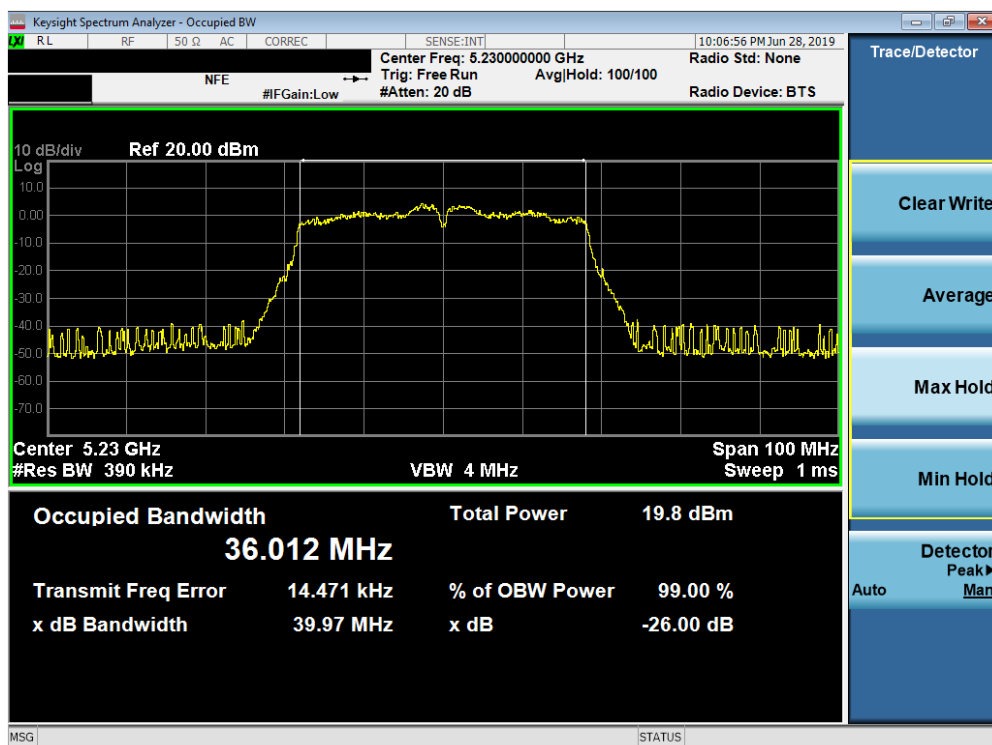 Keysight Spectrum Analyzer - Occupied BW
LXI RL RF 50 Ω AC CORREC SENSE:INT 10:06:56 PM Jun 28, 2019
Center Freq: 5.230000000 GHz Radio Std: None
NFE Trig: Free Run Avg|Hold: 100/100
#IFGain:Low #Atten: 20 dB Radio Device: BTS
10 dB/div Ref 20.00 dBm
Log
10.0
0.00
-10.0
-20.0
-30.0
-40.0
-50.0
-60.0
-70.0
Center 5.23 GHz Span 100 MHz
#Res BW 390 kHz VBW 4 MHz Sweep 1 ms
Occupied Bandwidth Total Power 19.8 dBm
36.012 MHz
Transmit Freq Error 14.471 kHz % of OBW Power 99.00 %
x dB Bandwidth 39.97 MHz x dB -26.00 dB
MSG STATUS
Trace/Detector
Clear Write
Average
Max Hold
Min Hold
Detector
Peak▶
Auto Man